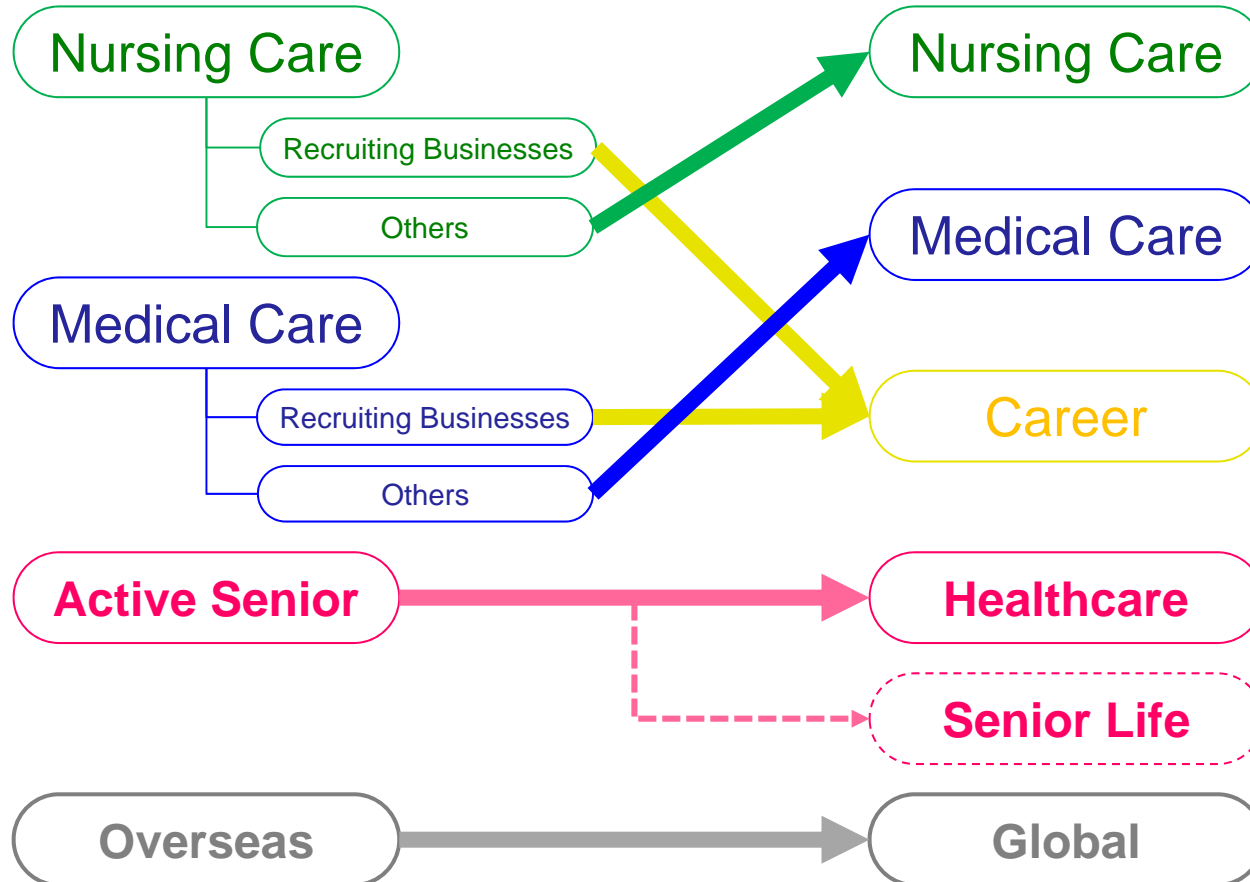 Nursing Care
Recruiting Businesses
Others
Medical Care
Recruiting Businesses
Others
Active Senior
Overseas
Nursing Care
Medical Care
Career
Healthcare
Senior Life
Global